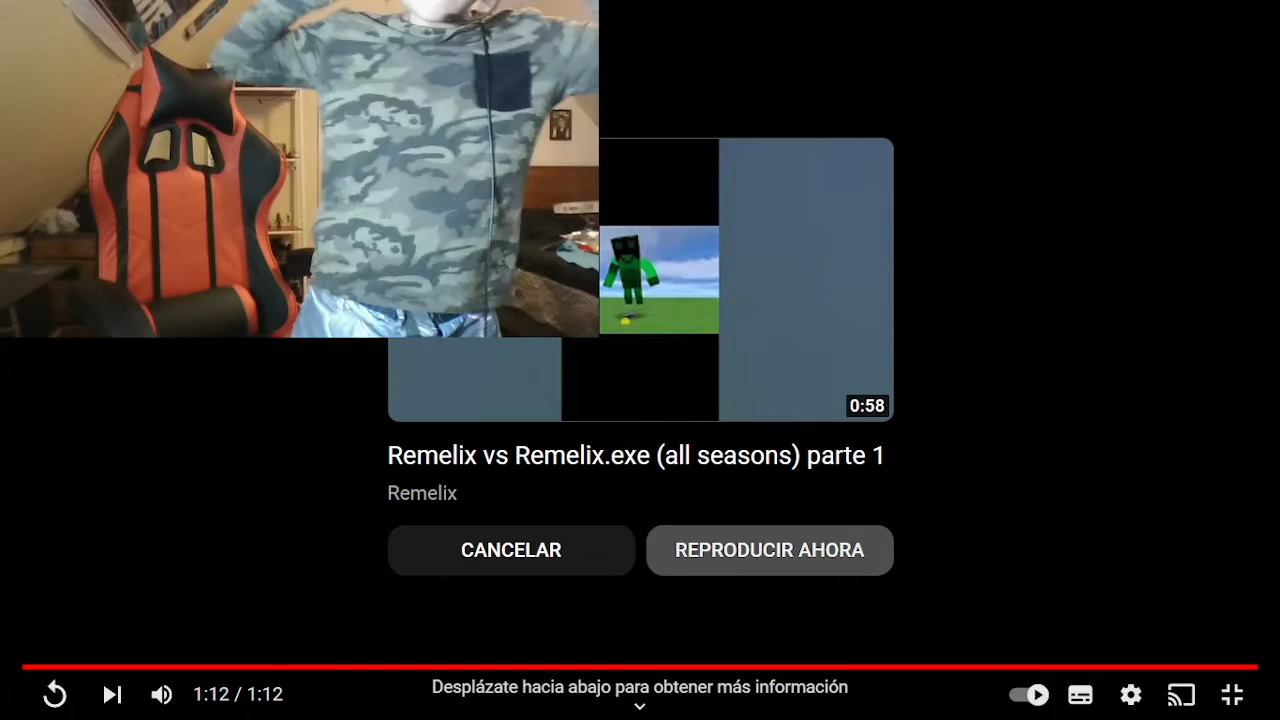 0:58
Remelix vs Remelix.exe (all seasons) parte 1
Remelix
CANCELAR
REPRODUCIR AHORA
1:12 / 1:12
Desplázate hacia abajo para obtener más información